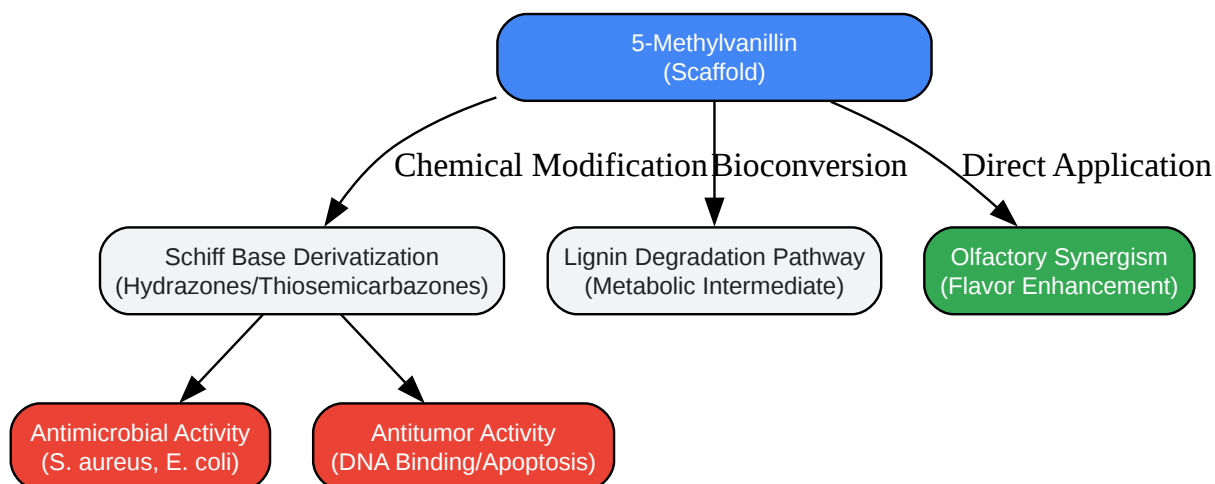 5-Methylvanillin
(Scaffold)
Chemical Modification
Bioconversion
Direct Application
Schiff Base Derivatization
(Hydrazones/Thiosemicarbazones)
Lignin Degradation Pathway
(Metabolic Intermediate)
Olfactory Synergism
(Flavor Enhancement)
Antimicrobial Activity
(S. aureus, E. coli)
Antitumor Activity
(DNA Binding/Apoptosis)